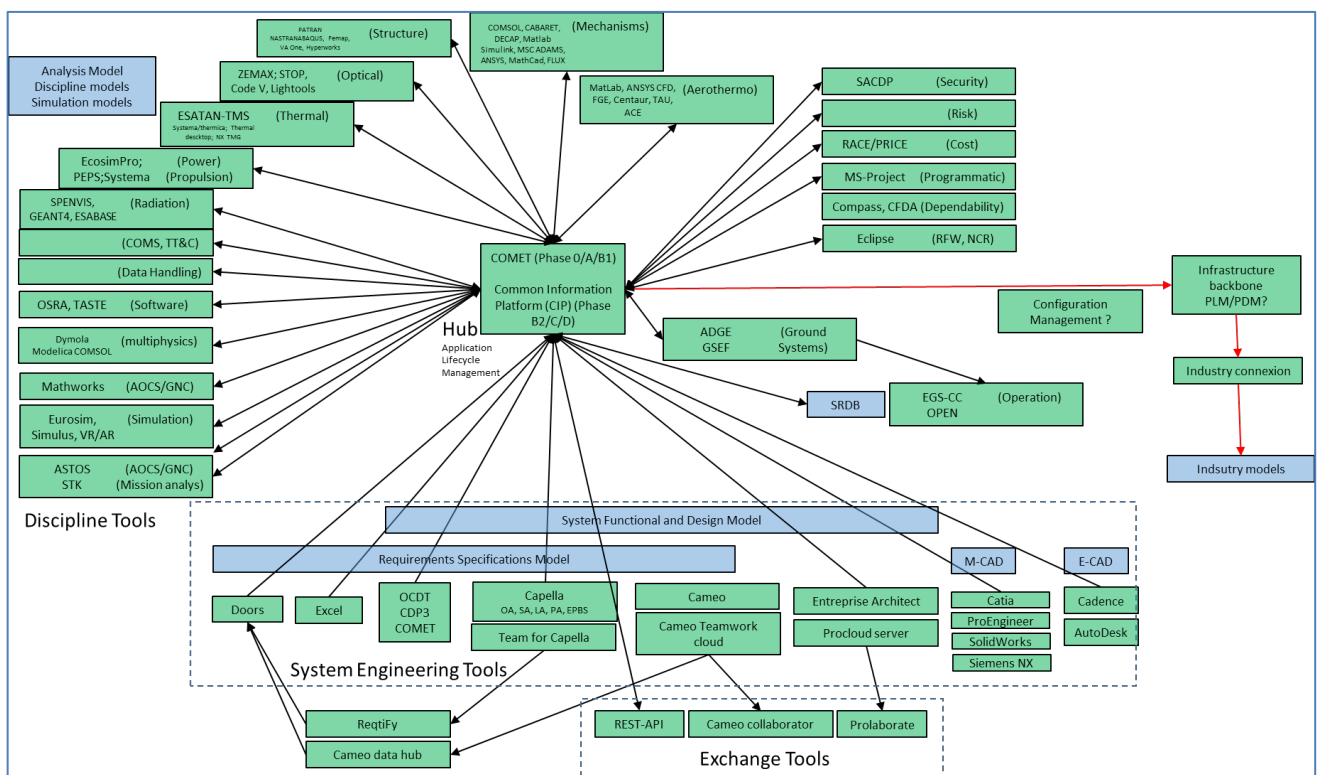 PATRAN
NASTRANABAQUS, Femap,
VA One, Hyperworks
(Structure)
COMSOL, CABARET,
DECAP, Matlab
Simulink, MSC ADAMS,
ANSYS, MathCad, FLUX
(Mechanisms)
Analysis Model
Discipline models
Simulation models
ZEMAX; STOP,
Code V, Lightools
(Optical)
MatLab, ANSYS CFD,
FGE, Centaur, TAU,
ACE
(Aerothermo)
ESATAN-TMS (Thermal)
Systema/thermica; Thermal
descktop; NX TMG
EcosimPro; (Power)
PEPS;Systema (Propulsion)
SPENVIS,
GEANT4, ESABASE
(Radiation)
(COMS, TT&C)
(Data Handling)
OSRA, TASTE (Software)
Dymola
Modelica COMSOL
(multiphysics)
Mathworks (AOCS/GNC)
Eurosim, (Simulation)
Simulus, VR/AR
ASTOS (AOCS/GNC)
STK (Mission analys)
Discipline Tools
SACDP (Security)
(Risk)
RACE/PRICE (Cost)
MS-Project (Programmatic)
Compass, CFDA (Dependability)
Eclipse (RFW, NCR)
COMET (Phase 0/A/B1)
Common Information
Platform (CIP) (Phase
B2/C/D)
Hub
Application
Lifecycle
Management
Infrastructure
backbone
PLM/PDM?
Configuration
Management ?
ADGE (Ground
GSEF Systems)
Industry connexion
SRDB
EGS-CC (Operation)
OPEN
Indsutry models
System Functional and Design Model
Requirements Specifications Model
M-CAD
E-CAD
Doors
Excel
OCDT
CDP3
COMET
Capella
OA, SA, LA, PA, EPBS
Team for Capella
Cameo
Cameo Teamwork
cloud
Entreprise Architect
Procloud server
Catia
ProEngineer
SolidWorks
Siemens NX
Cadence
AutoDesk
System Engineering Tools
ReqtiFy
Cameo data hub
REST-API
Cameo collaborator
Prolaborate
Exchange Tools